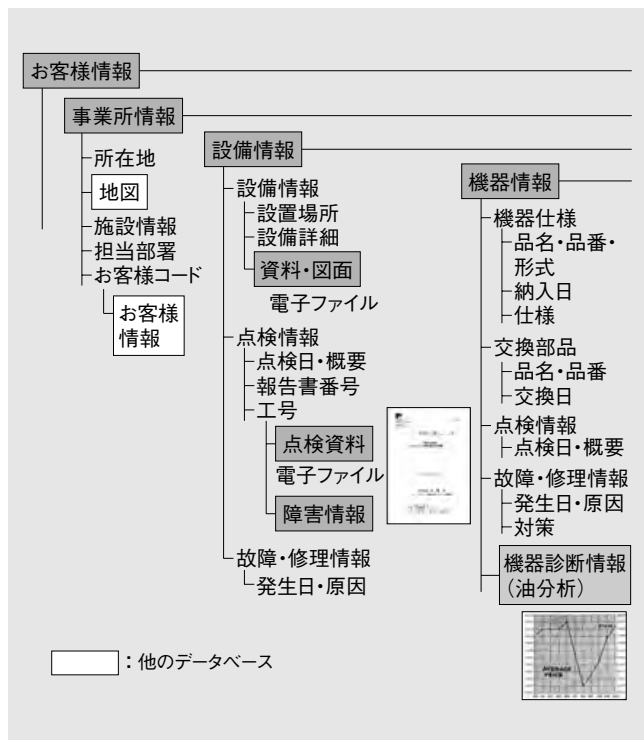 お客様情報
事業所情報
所在地
地図
施設情報
担当部署
お客様コード
お客様
情報
設備情報
設備情報
設置場所
設備詳細
資料・図面
電子ファイル
点検情報
点検日・概要
報告書番号
工号
点検資料
電子ファイル
障害情報
故障・修理情報
発生日・原因
機器情報
機器仕様
品名・品番・
形式
納入日
仕様
交換部品
品名・品番
交換日
点検情報
点検日・概要
故障・修理情報
発生日・原因
対策
機器診断情報
（油分析）
AVERAGE
：他のデータベース